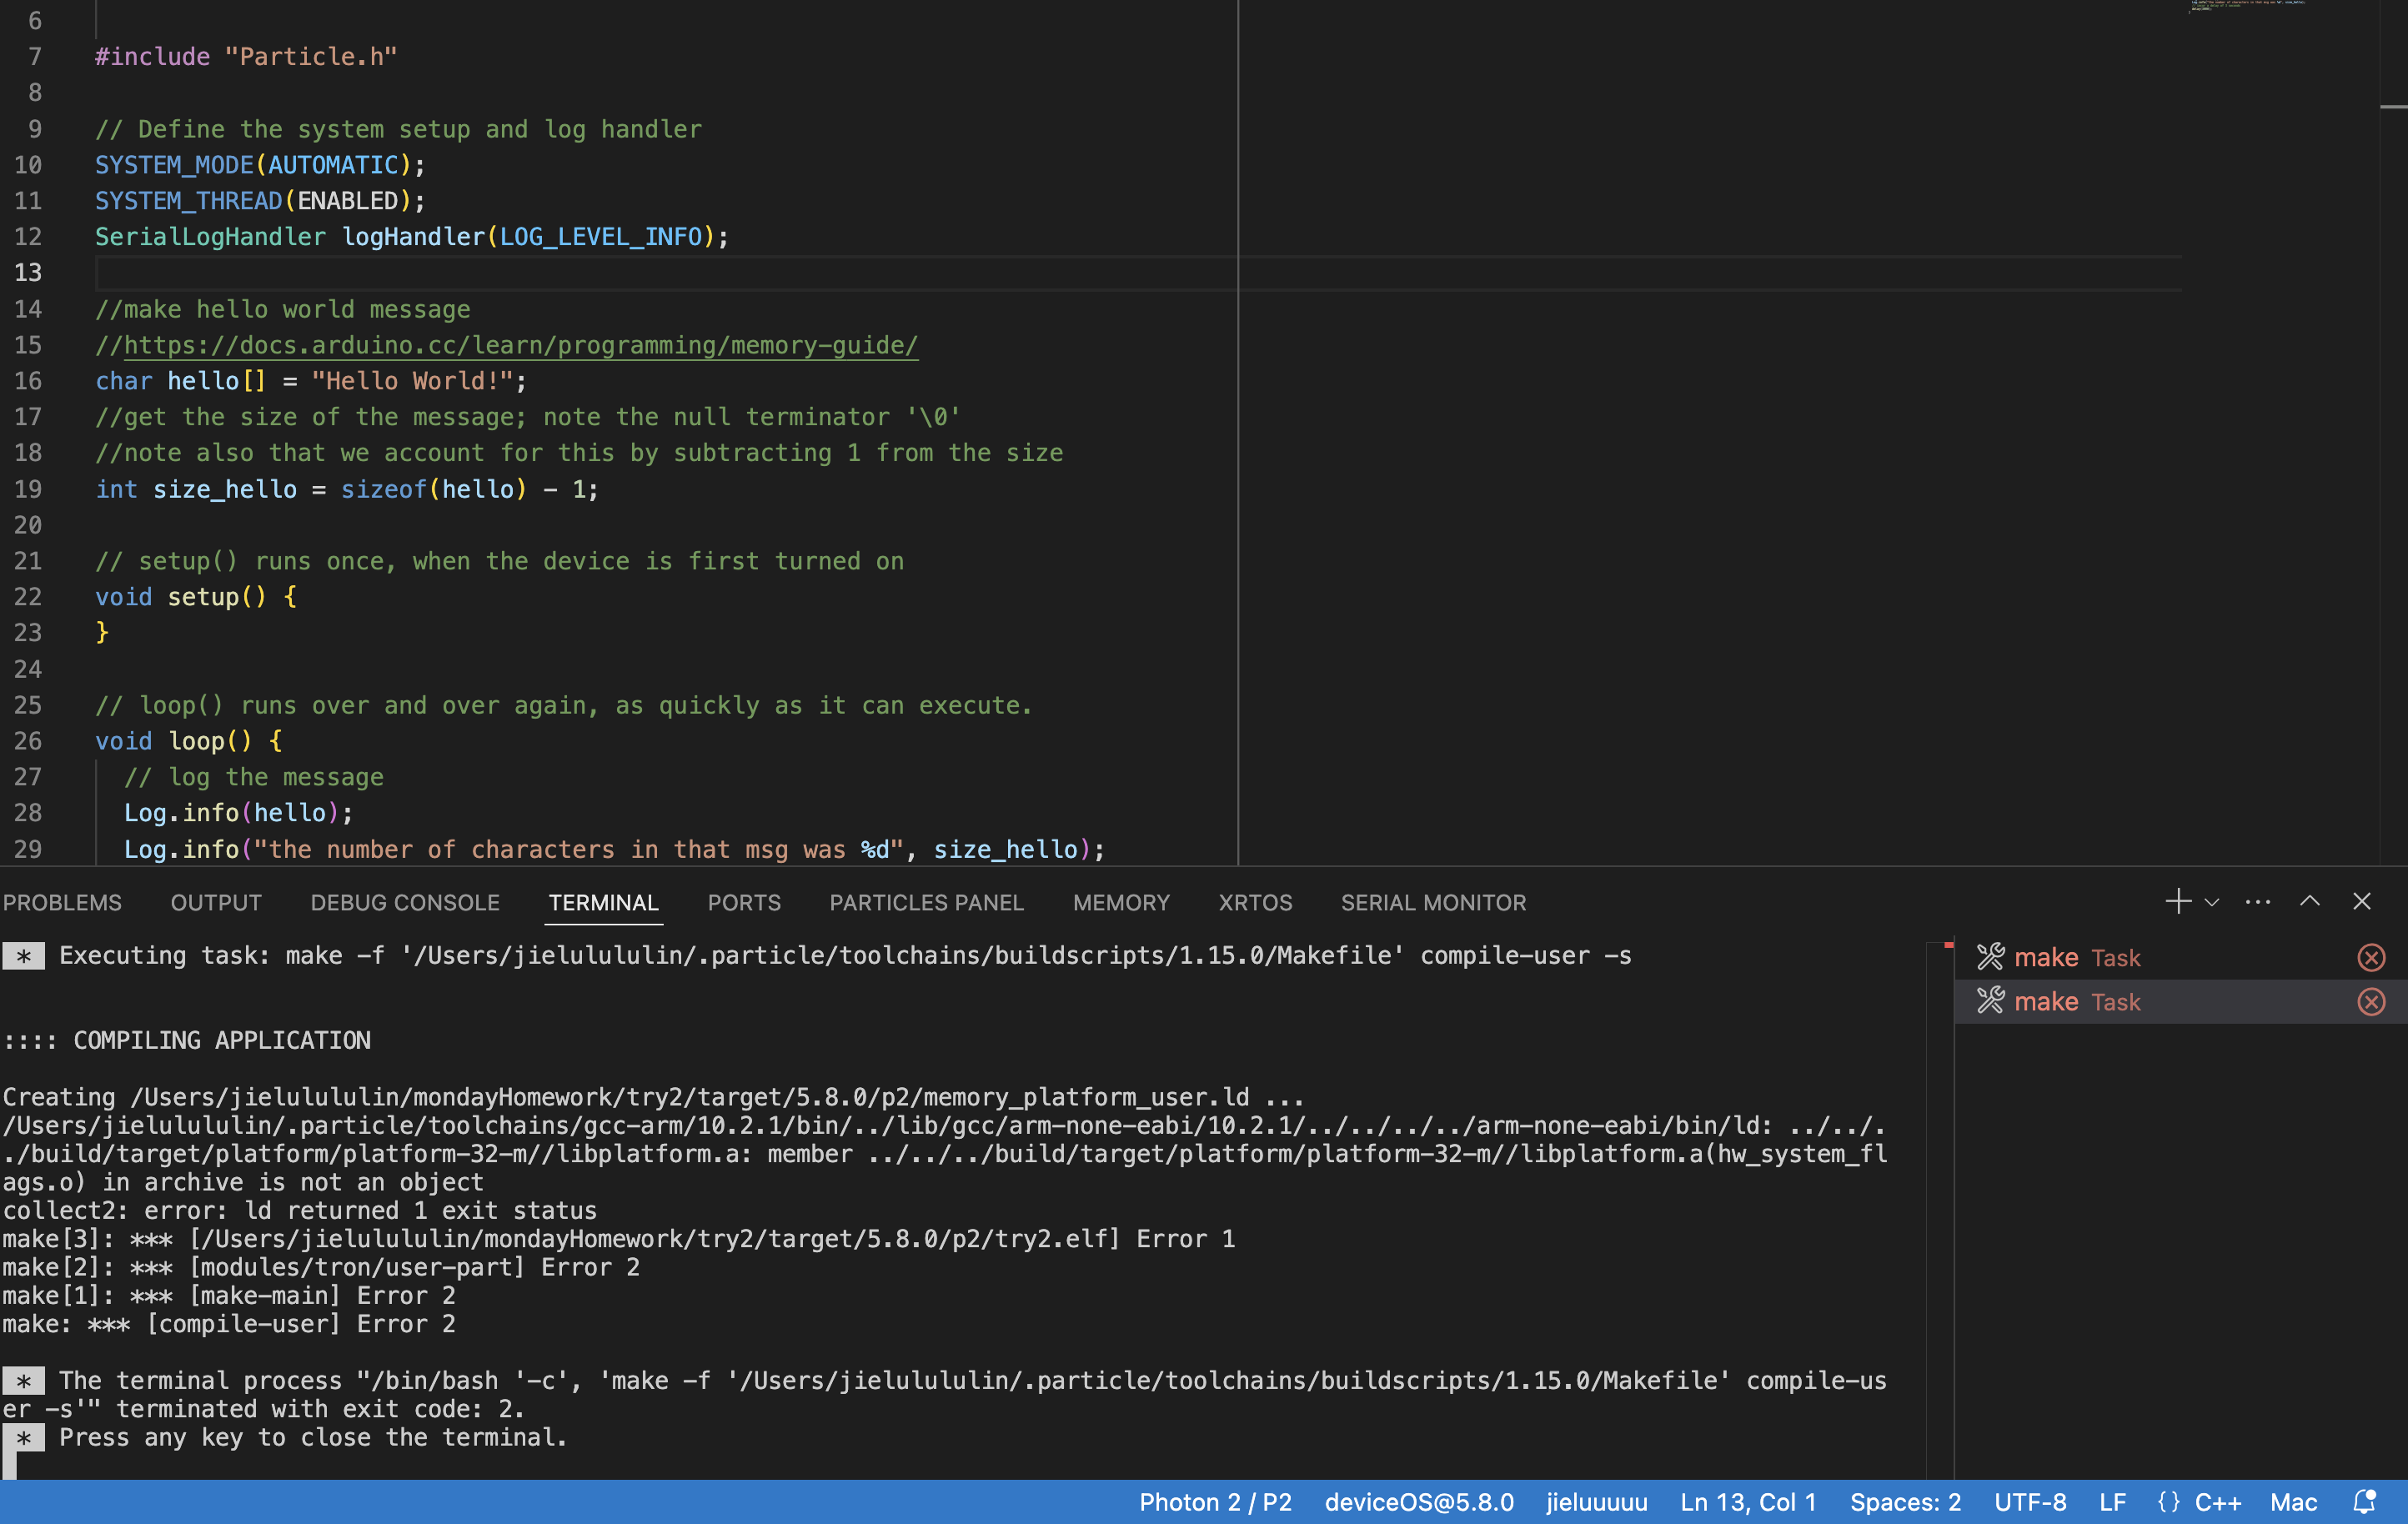 6
7 #include "Particle.h"
8
9 // Define the system setup and log handler
10 SYSTEM_MODE(AUTOMATIC);
11 SYSTEM_THREAD(ENABLED);
12 SerialLogHandler logHandler(LOG_LEVEL_INFO);
13
14 //make hello world message
15 //https://docs.arduino.cc/learn/programming/memory-guide/
16 char hello[] = "Hello World!";
17 //get the size of the message; note the null terminator '\0'
18 //note also that we account for this by subtracting 1 from the size
19 int size_hello = sizeof(hello) - 1;
20
21 // setup() runs once, when the device is first turned on
22 void setup() {
23 }
24
25 // loop() runs over and over again, as quickly as it can execute.
26 void loop() {
27 // log the message
28 Log.info(hello);
29 Log.info("the number of characters in that msg was %d", size_hello);
PROBLEMS OUTPUT DEBUG CONSOLE TERMINAL PORTS PARTICLES PANEL MEMORY XRTOS SERIAL MONITOR
* Executing task: make -f '/Users/jielulululin/.particle/toolchains/buildscripts/1.15.0/Makefile' compile-user -s
make Task
make Task
:::: COMPILING APPLICATION
Creating /Users/jielulululin/mondayHomework/try2/target/5.8.0/p2/memory_platform_user.ld ...
/Users/jielulululin/.particle/toolchains/gcc-arm/10.2.1/bin/../lib/gcc/arm-none-eabi/10.2.1/../../../../arm-none-eabi/bin/ld: ../../.
./build/target/platform/platform-32-m//libplatform.a: member ../../../build/target/platform/platform-32-m//libplatform.a(hw_system_fl
ags.o) in archive is not an object
collect2: error: ld returned 1 exit status
make[3]: *** [/Users/jielulululin/mondayHomework/try2/target/5.8.0/p2/try2.elf] Error 1
make[2]: *** [modules/tron/user-part] Error 2
make[1]: *** [make-main] Error 2
make: *** [compile-user] Error 2
* The terminal process "/bin/bash '-c', 'make -f '/Users/jielulululin/.particle/toolchains/buildscripts/1.15.0/Makefile' compile-us
er -s'" terminated with exit code: 2.
* Press any key to close the terminal.
Photon 2 / P2 deviceOS@5.8.0 jieluuuuu Ln 13, Col 1 Spaces: 2 UTF-8 LF {} C++ Mac